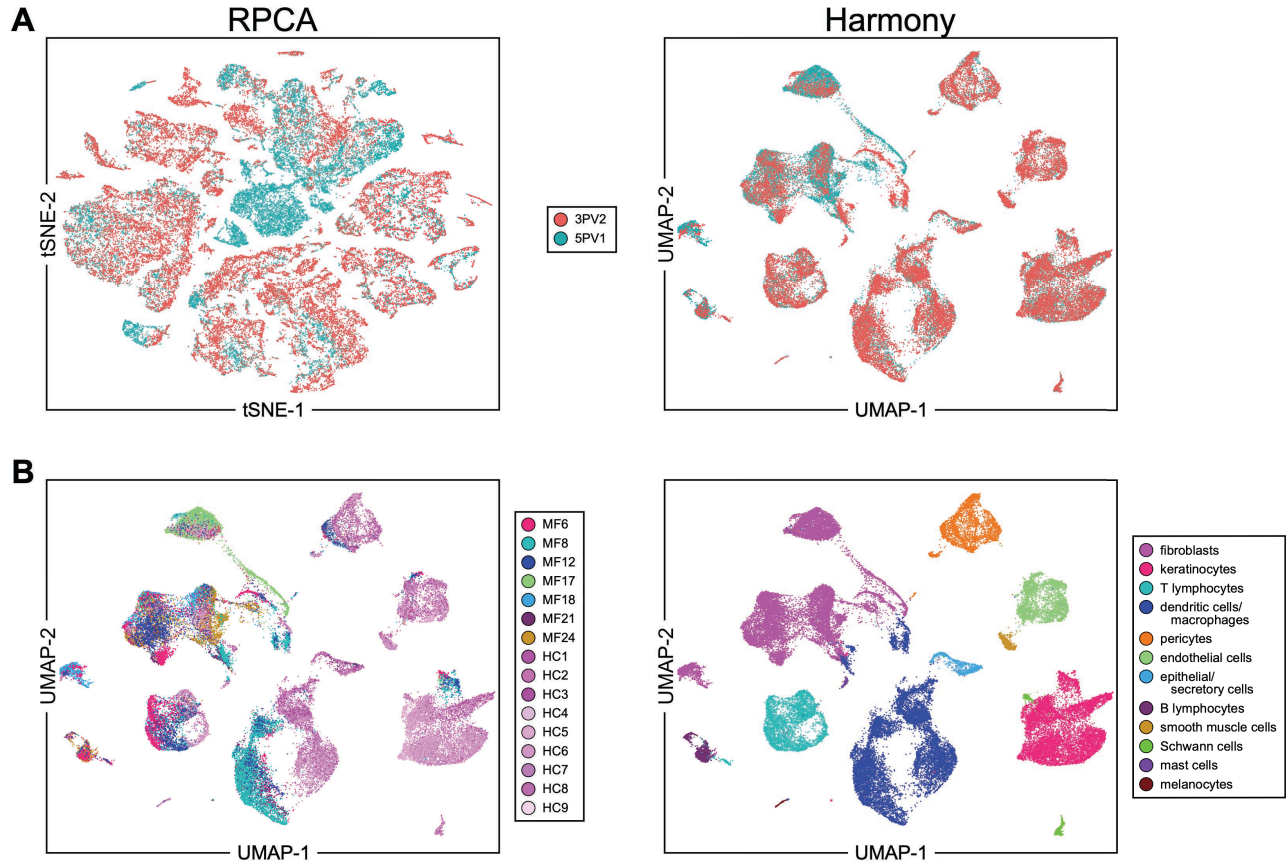 A
RPCA
Harmony
tSNE-2
tSNE-1
3PV2
5PV1
UMAP-2
UMAP-1
B
UMAP-2
UMAP-1
MF6
MF8
MF12
MF17
MF18
MF21
MF24
HC1
HC2
HC3
HC4
HC5
HC6
HC7
HC8
HC9
UMAP-2
UMAP-1
fibroblasts
keratinocytes
T lymphocytes
dendritic cells/
macrophages
pericytes
endothelial cells
epithelial/
secretory cells
B lymphocytes
smooth muscle cells
Schwann cells
mast cells
melanocytes